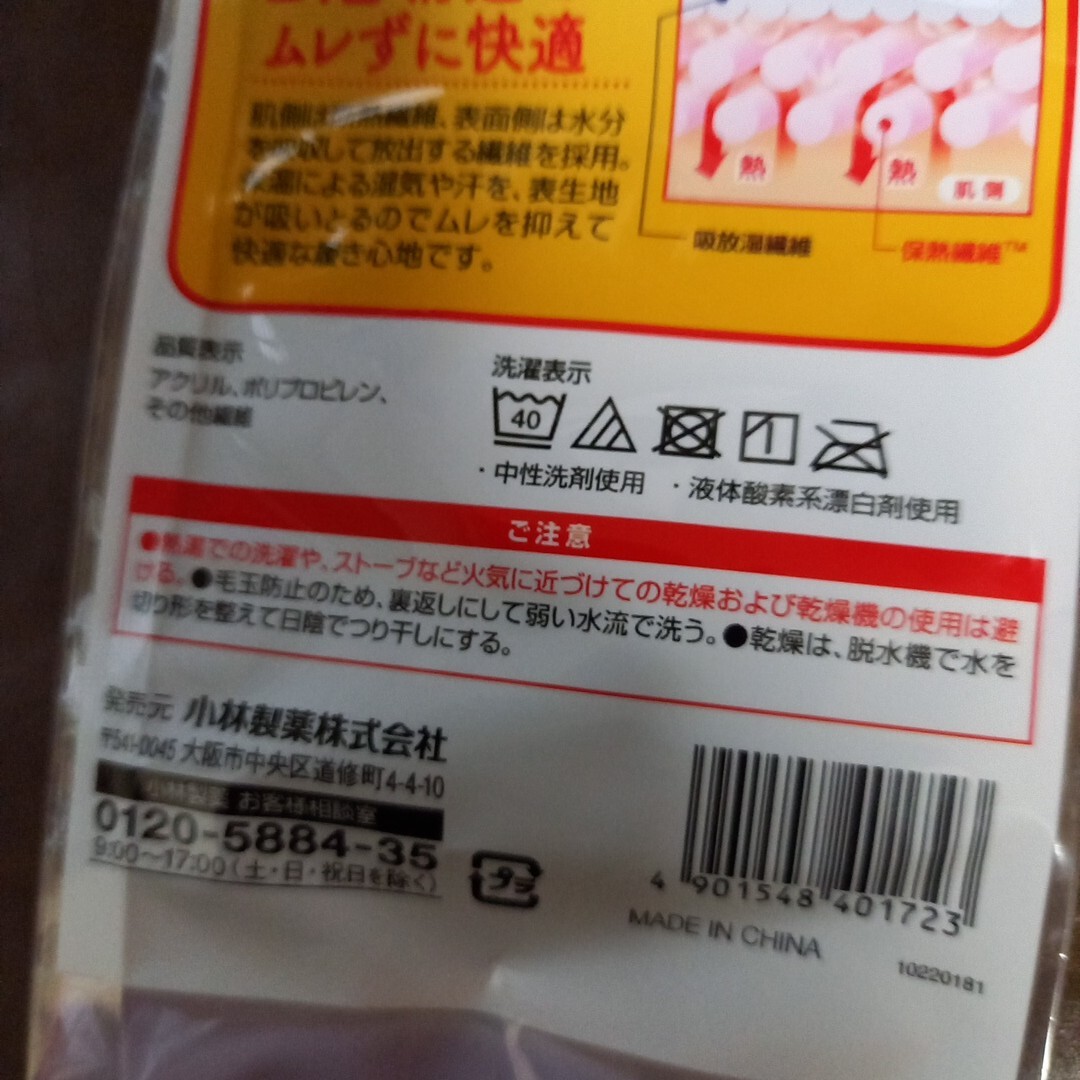 ムレずに快適
肌側は保熱繊維、表面側は水分
を吸収して放出する繊維を採用。
による湿気や汗を、表生地
が吸いとるのでムレを抑えて
快適な履き心地です。
熱
熱
肌側
吸放湿繊維
保熱繊維™
品質表示
アクリル、ポリプロピレン、
その他繊維
洗濯表示
40
・中性洗剤使用 ・液体酸素系漂白剤使用
ご注意
●熱湯での洗濯や、ストーブなど火気に近づけての乾燥および乾燥機の使用は避
ける。●毛玉防止のため、裏返しにして弱い水流で洗う。●乾燥は、脱水機で水を
切り形を整えて日陰でつり干しにする。
発売元 小林製薬株式会社
〒541-0045 大阪市中央区道修町4-4-10
小林製薬 お客様相談室
0120-5884-35
9:00～17:00(土・日・祝日を除く)
プラ
4 901548 401723
MADE IN CHINA
10220181